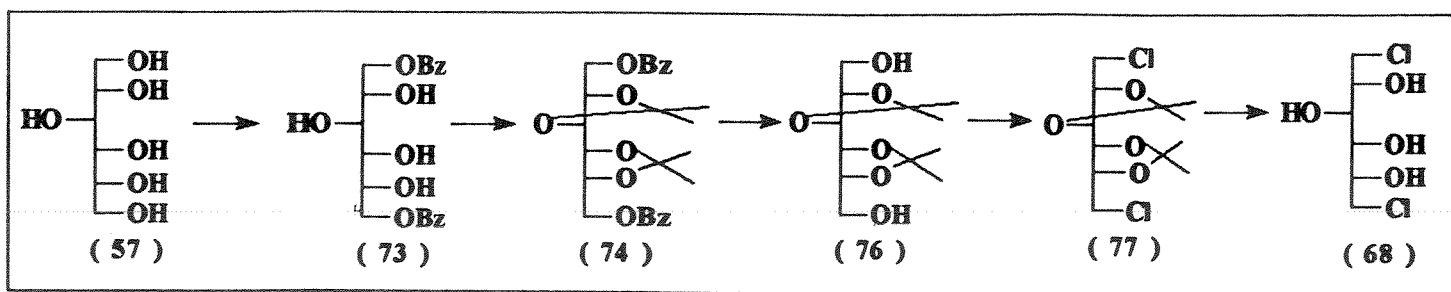 OH OBz OBz OH Cl Cl
OH OH O O O OH
HO HO O O O HO
OH OH O O O OH
OH OH O O O OH
OH OBz OBz OH Cl Cl
( 57 ) ( 73 ) ( 74 ) ( 76 ) ( 77 ) ( 68 )